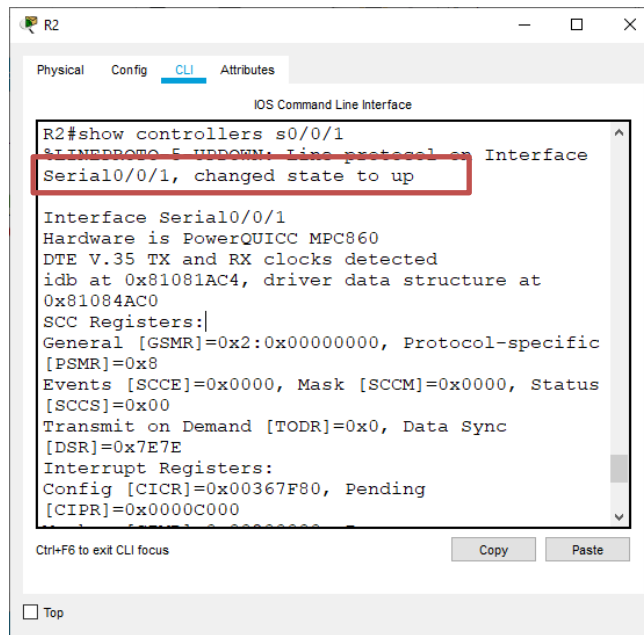 R2
Physical Config CLI Attributes
IOS Command Line Interface
R2#show controllers s0/0/1
%LINEPROTO-5-UPDOWN: Line protocol on Interface
Serial0/0/1, changed state to up
Interface Serial0/0/1
Hardware is PowerQUICC MPC860
DTE V.35 TX and RX clocks detected
idb at 0x81081AC4, driver data structure at
0x81084AC0
SCC Registers:
General [GSMR]=0x2:0x00000000, Protocol-specific
[PSMR]=0x8
Events [SCCE]=0x0000, Mask [SCCM]=0x0000, Status
[SCCS]=0x00
Transmit on Demand [TODR]=0x0, Data Sync
[DSR]=0x7E7E
Interrupt Registers:
Config [CICR]=0x00367F80, Pending
[CIPR]=0x0000C000
Ctrl+F6 to exit CLI focus
Copy Paste
Top